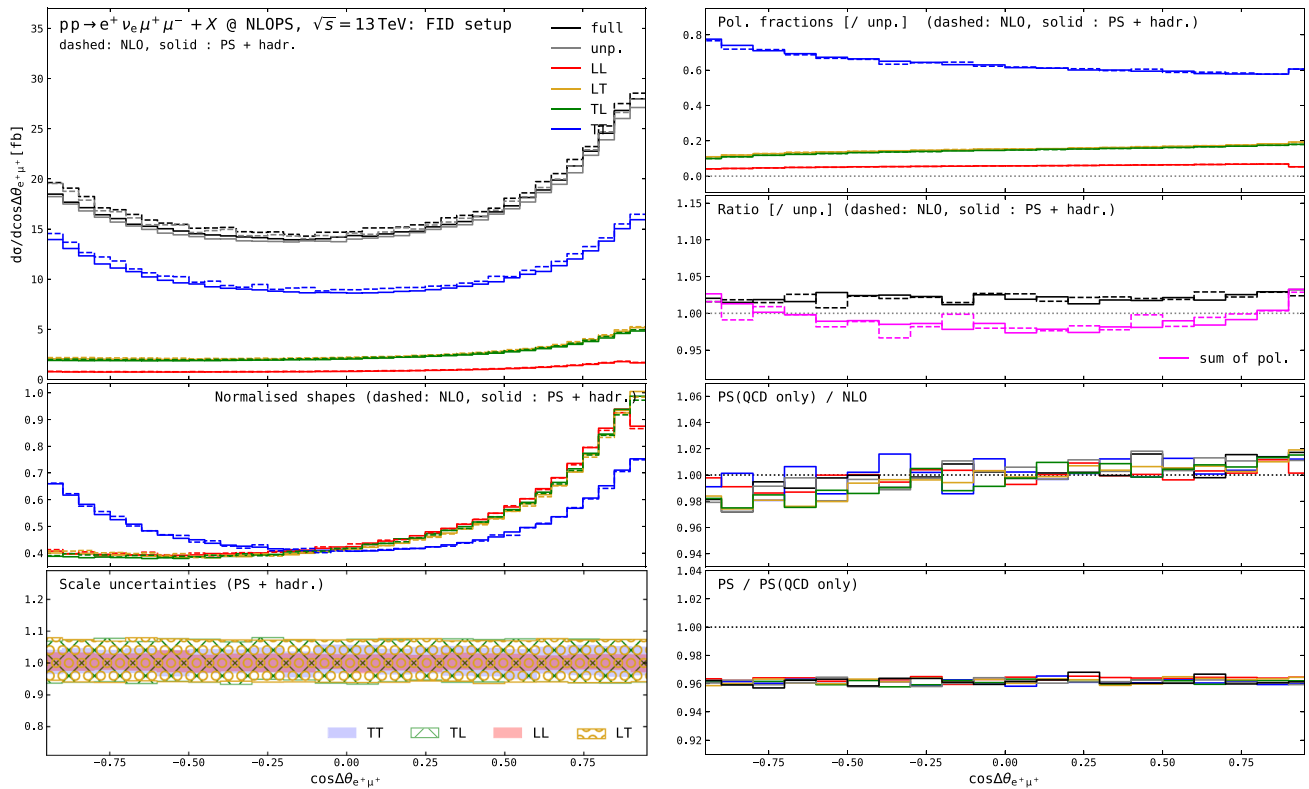 pp → e⁺ νₑ μ⁺ μ⁻ + X @ NLOPS, √s = 13 TeV: FID setup
dashed: NLO, solid : PS + hadr.
full
unp.
LL
LT
TL
TT
dσ/dcosΔθe⁺μ⁺ [fb]
35
30
25
20
15
10
5
0
Normalised shapes (dashed: NLO, solid : PS + hadr.)
1.0
0.9
0.8
0.7
0.6
0.5
0.4
Scale uncertainties (PS + hadr.)
1.2
1.1
1.0
0.9
0.8
TT
TL
LL
LT
−0.75
−0.50
−0.25
0.00
0.25
0.50
0.75
cosΔθe⁺μ⁺
Pol. fractions [/ unp.] (dashed: NLO, solid : PS + hadr.)
0.8
0.6
0.4
0.2
0.0
Ratio [/ unp.] (dashed: NLO, solid : PS + hadr.)
1.15
1.10
1.05
1.00
0.95
sum of pol.
PS(QCD only) / NLO
1.06
1.04
1.02
1.00
0.98
0.96
0.94
PS / PS(QCD only)
1.04
1.02
1.00
0.98
0.96
0.94
0.92
−0.75
−0.50
−0.25
0.00
0.25
0.50
0.75
cosΔθe⁺μ⁺